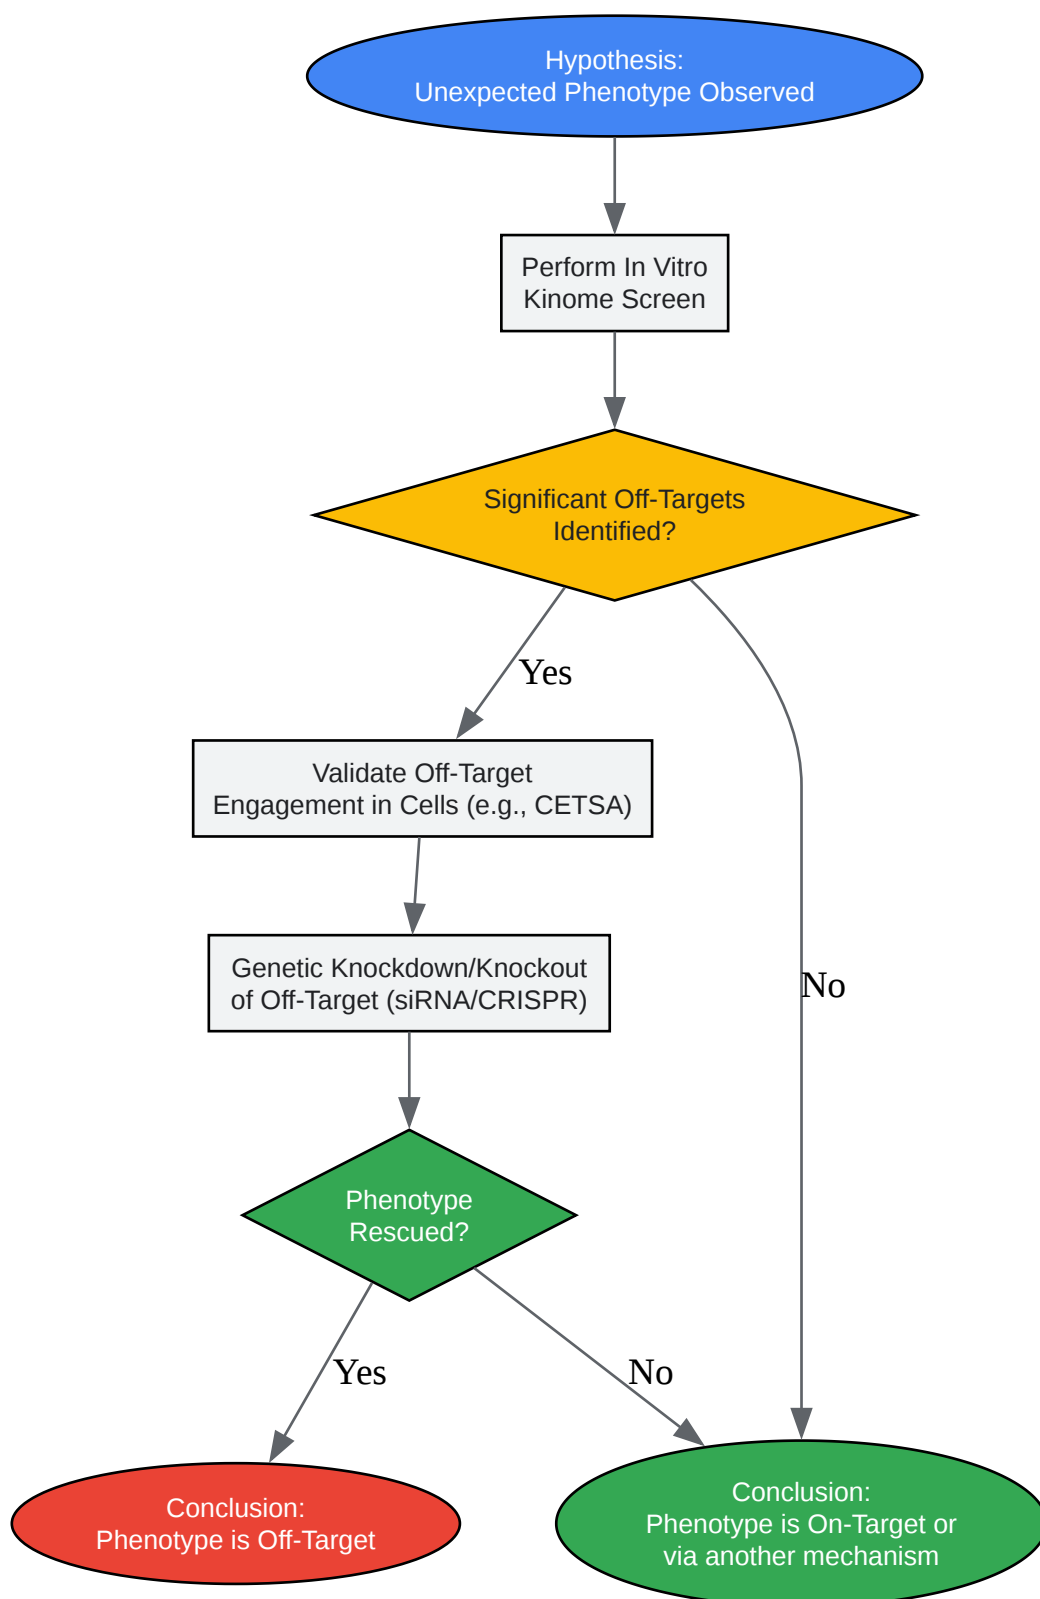 Hypothesis:
Unexpected Phenotype Observed
Perform In Vitro
Kinome Screen
Significant Off-Targets
Identified?
Yes
Validate Off-Target
Engagement in Cells (e.g., CETSA)
Genetic Knockdown/Knockout
of Off-Target (siRNA/CRISPR)
No
Phenotype
Rescued?
Yes
No
Conclusion:
Phenotype is Off-Target
Conclusion:
Phenotype is On-Target or
via another mechanism